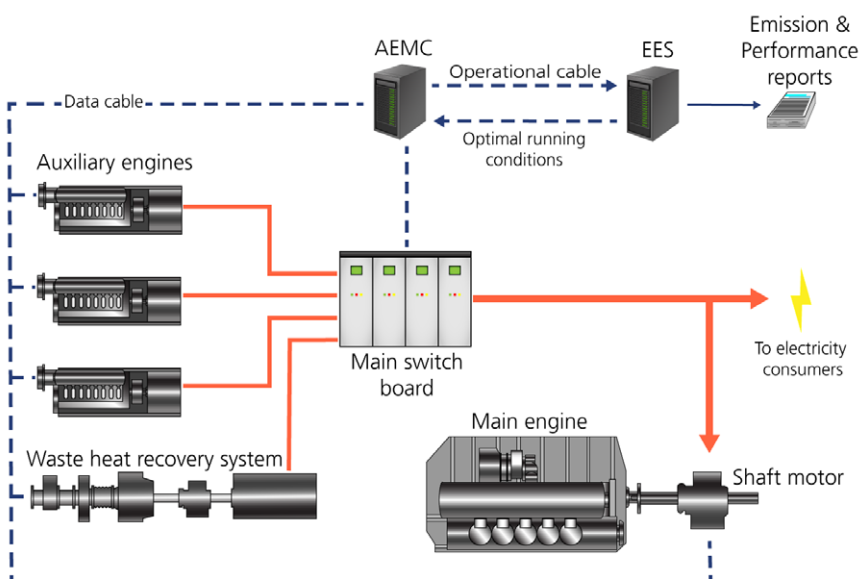 Emission &
Performance
reports
AEMC
EES
Operational cable
Data cable
Optimal running
conditions
Auxiliary engines
Main switch
board
To electricity
consumers
Main engine
Waste heat recovery system
Shaft motor